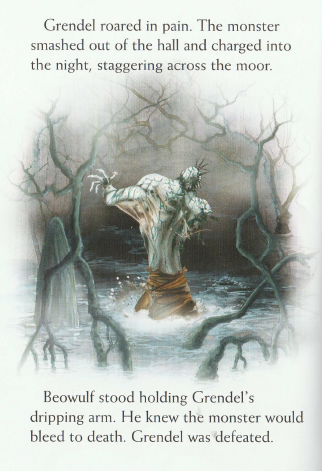 Grendel roared in pain. The monster
smashed out of the hall and charged into
the night, staggering across the moor.
Beowulf stood holding Grendel's
dripping arm. He knew the monster would
bleed to death. Grendel was defeated.